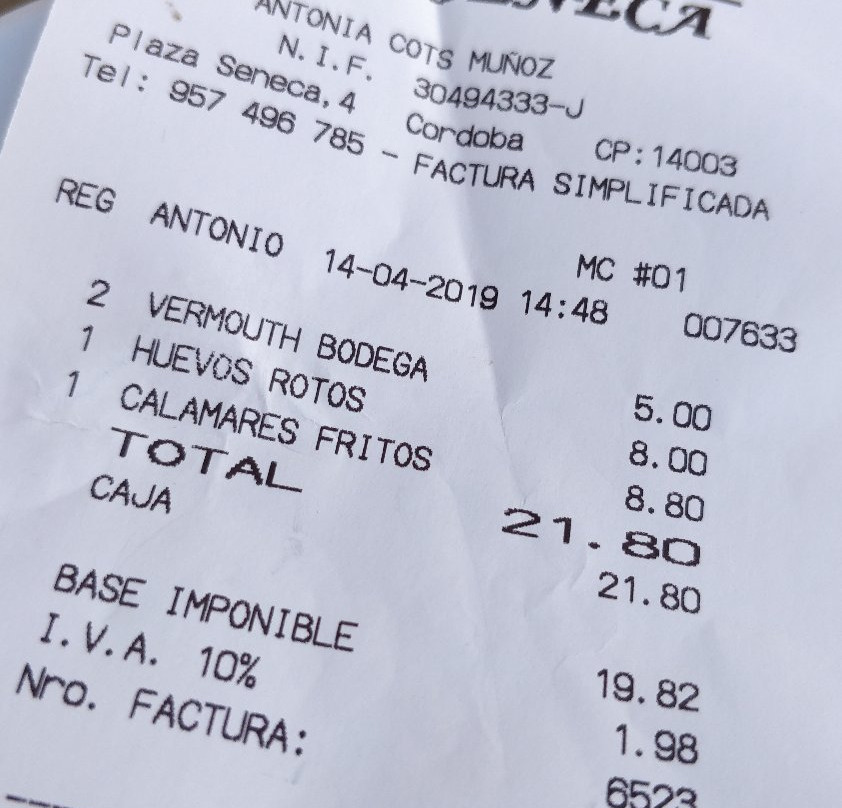 ANTONIA COTS MUÑOZ
N.I.F. 30494333-J
Plaza Seneca,4 Cordoba CP:14003
Tel: 957 496 785 - FACTURA SIMPLIFICADA
MC #01
REG ANTONIO 14-04-2019 14:48 007633
2 VERMOUTH BODEGA 5.00
1 HUEVOS ROTOS 8.00
1 CALAMARES FRITOS 8.80
TOTAL 21.80
CAJA 21.80
BASE IMPONIBLE 19.82
I.V.A. 10% 1.98
Nro. FACTURA: 6523